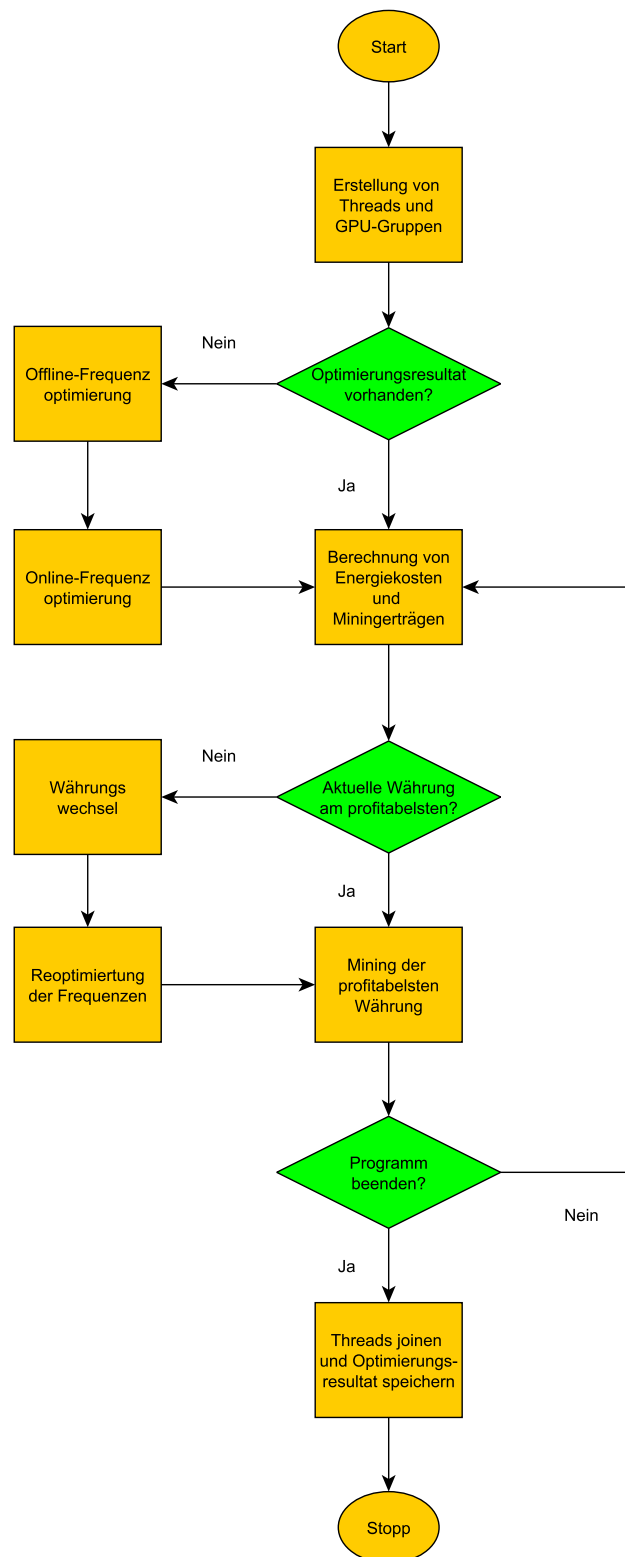 Start
Erstellung von
Threads und
GPU-Gruppen
Nein
Offline-Frequenz
optimierung
Optimierungsresultat
vorhanden?
Ja
Online-Frequenz
optimierung
Berechnung von
Energiekosten
und
Miningerträgen
Nein
Währungs
wechsel
Aktuelle Währung
am profitabelsten?
Ja
Reoptimiertung
der Frequenzen
Mining der
profitabelsten
Währung
Programm
beenden?
Nein
Ja
Threads joinen
und Optimierungs-
resultat speichern
Stopp